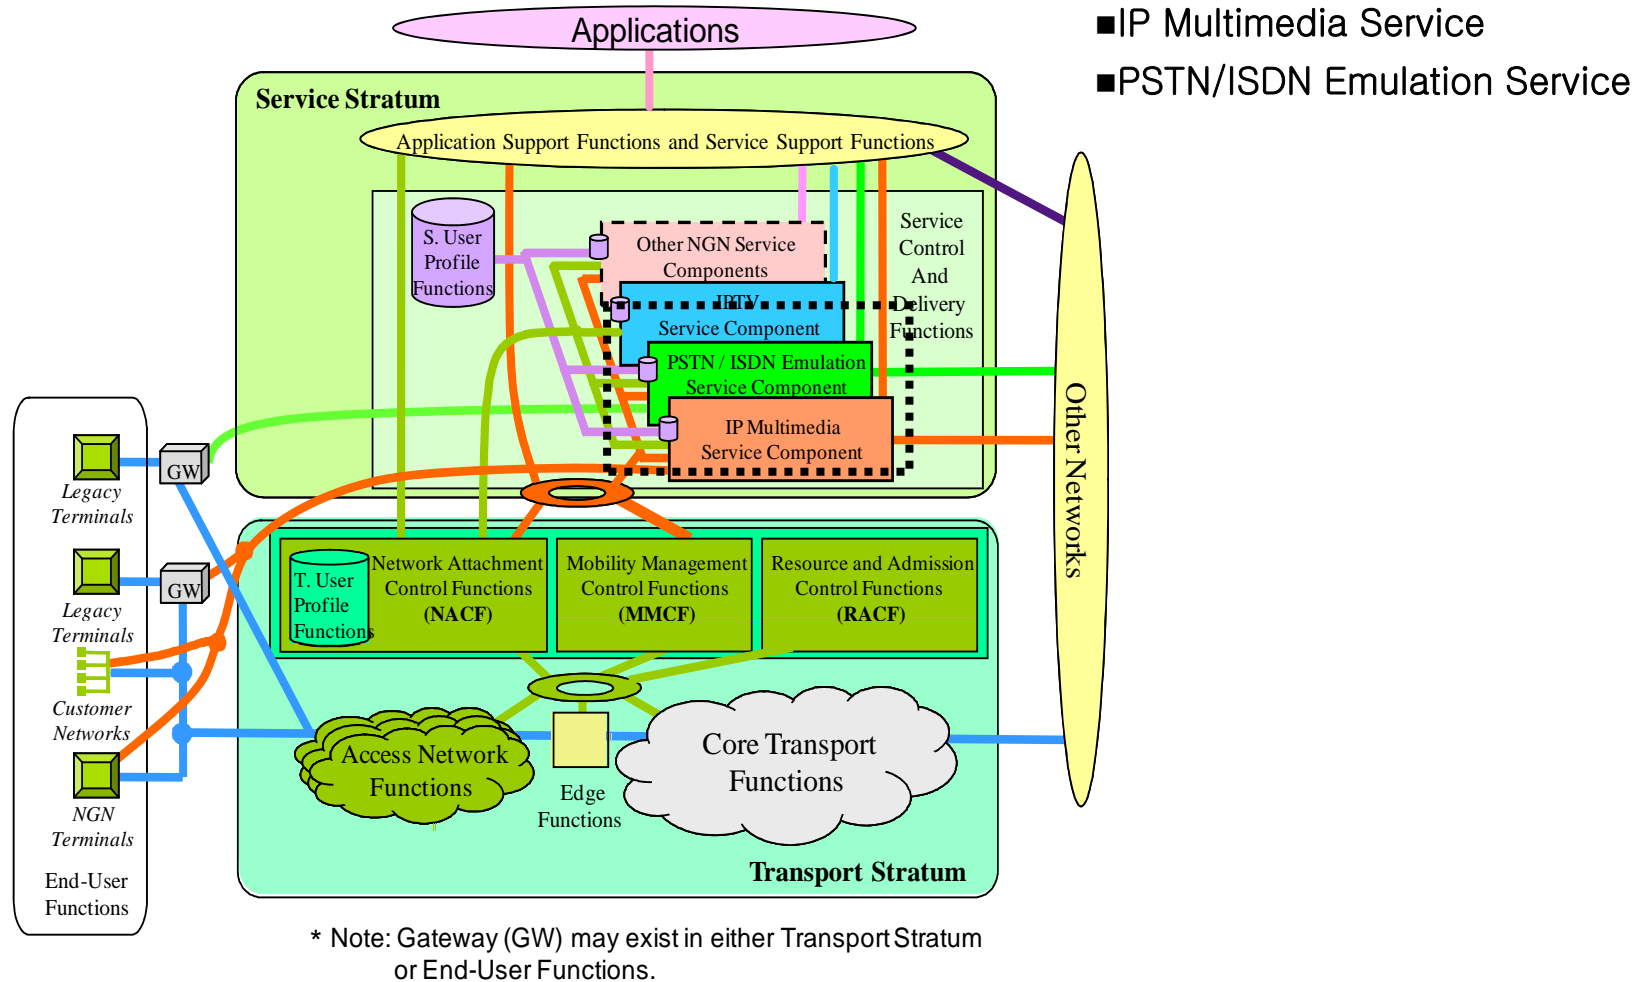 Applications
■IP Multimedia Service
■PSTN/ISDN Emulation Service
Service Stratum
Application Support Functions and Service Support Functions
S. User
Profile
Functions
Other NGN Service
Components
Service
Control
And
Delivery
Functions
IPTV
Service Component
PSTN / ISDN Emulation
Service Component
IP Multimedia
Service Component
Other Networks
GW
Legacy
Terminals
GW
Legacy
Terminals
Customer
Networks
NGN
Terminals
End-User
Functions
T. User
Profile
Functions
Network Attachment
Control Functions
(NACF)
Mobility Management
Control Functions
(MMCF)
Resource and Admission
Control Functions
(RACF)
Access Network
Functions
Edge
Functions
Core Transport
Functions
Transport Stratum
* Note: Gateway (GW) may exist in either Transport Stratum
or End-User Functions.